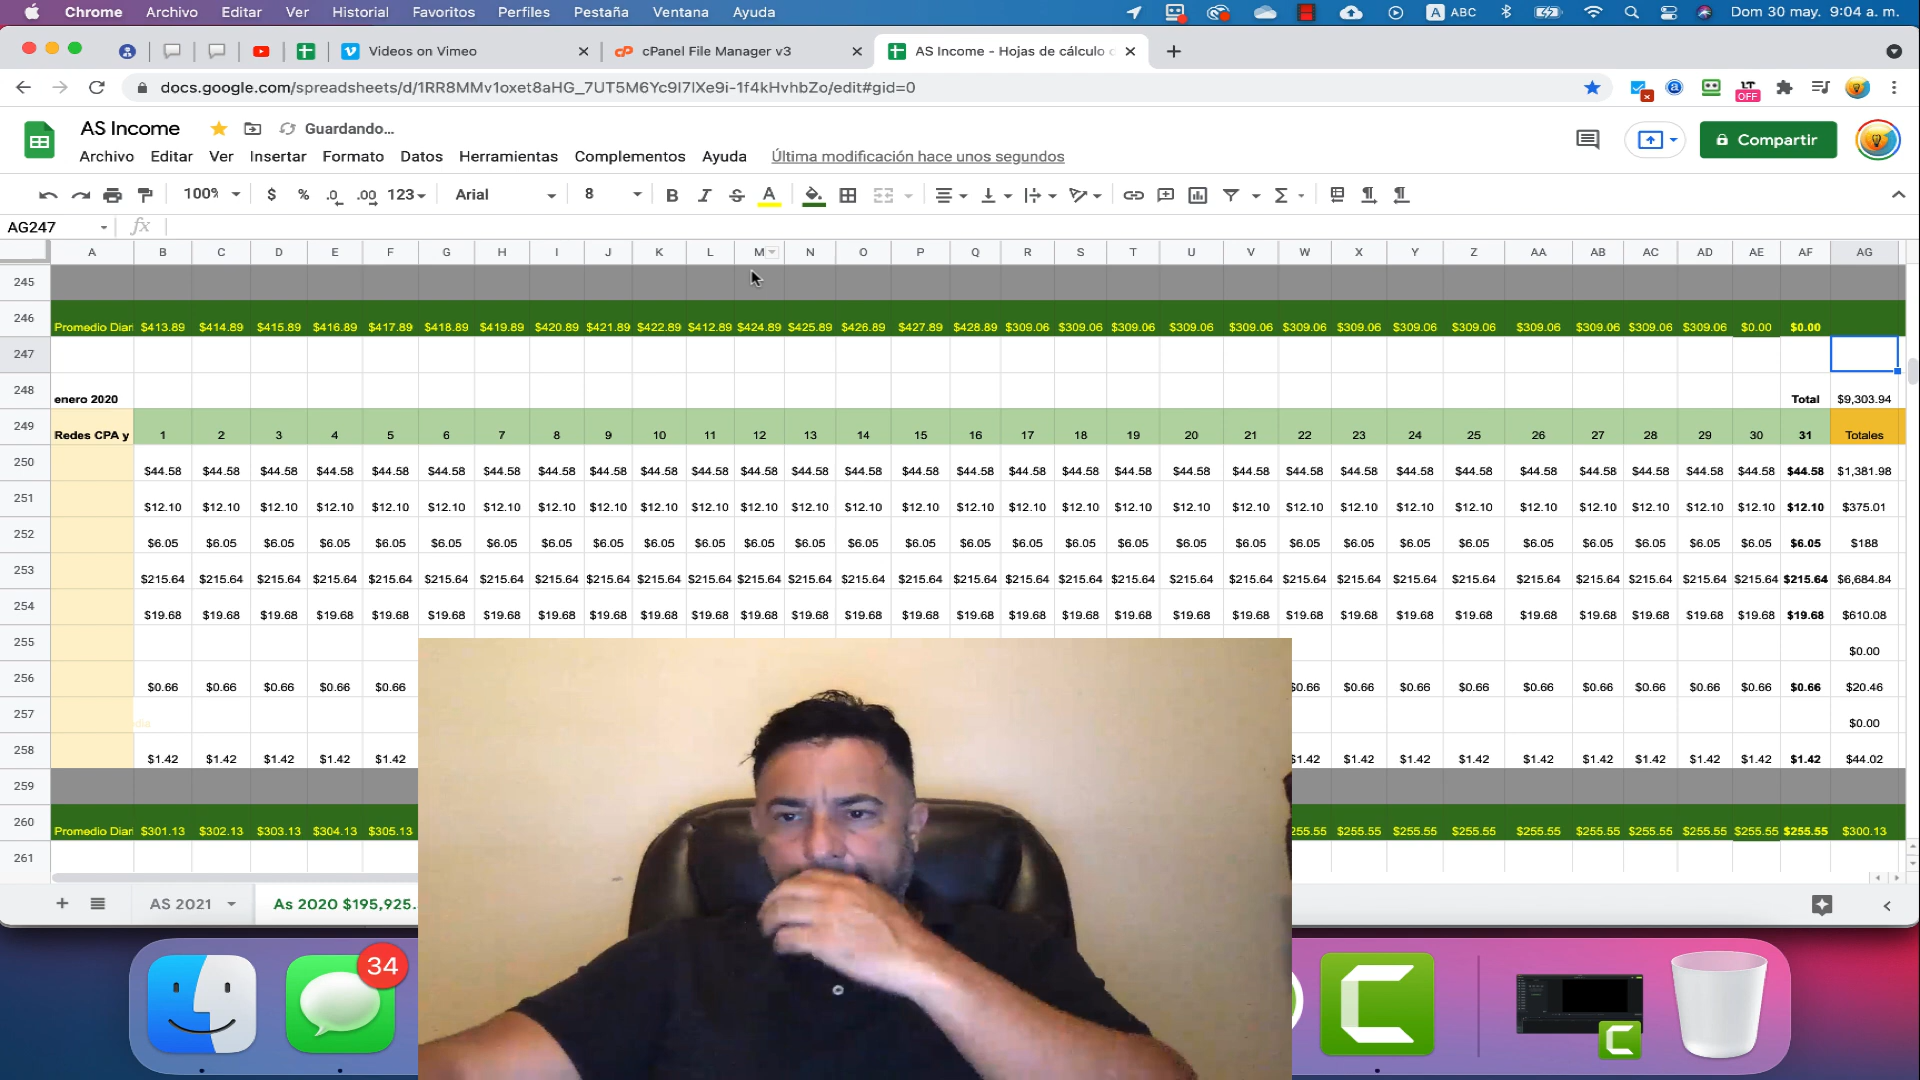 Chrome Archivo Editar Ver Historial Favoritos Perfiles Pestaña Ventana Ayuda A ABC Dom 30 may. 9:04 a. m.
Videos on Vimeo cPanel File Manager v3 AS Income - Hojas de cálculo
docs.google.com/spreadsheets/d/1RR8MMv1oxet8aHG_7UT5M6Yc9I7IXe9i-1f4kHvhbZo/edit#gid=0 OFF
AS Income Guardando...
Compartir
Archivo Editar Ver Insertar Formato Datos Herramientas Complementos Ayuda Última modificación hace unos segundos
100% $ % .0 .00 123 Arial 8 B I S A
AG247 fx
A B C D E F G H I J K L M N O P Q R S T U V W X Y Z AA AB AC AD AE AF AG
245
246 Promedio Diar $413.89 $414.89 $415.89 $416.89 $417.89 $418.89 $419.89 $420.89 $421.89 $422.89 $412.89 $424.89 $425.89 $426.89 $427.89 $428.89 $309.06 $309.06 $309.06 $309.06 $309.06 $309.06 $309.06 $309.06 $309.06 $309.06 $309.06 $309.06 $309.06 $0.00 $0.00
247
248 enero 2020 Total $9,303.94
249 Redes CPA y 1 2 3 4 5 6 7 8 9 10 11 12 13 14 15 16 17 18 19 20 21 22 23 24 25 26 27 28 29 30 31 Totales
250 $44.58 $44.58 $44.58 $44.58 $44.58 $44.58 $44.58 $44.58 $44.58 $44.58 $44.58 $44.58 $44.58 $44.58 $44.58 $44.58 $44.58 $44.58 $44.58 $44.58 $44.58 $44.58 $44.58 $44.58 $44.58 $44.58 $44.58 $44.58 $44.58 $44.58 $44.58 $1,381.98
251 $12.10 $12.10 $12.10 $12.10 $12.10 $12.10 $12.10 $12.10 $12.10 $12.10 $12.10 $12.10 $12.10 $12.10 $12.10 $12.10 $12.10 $12.10 $12.10 $12.10 $12.10 $12.10 $12.10 $12.10 $12.10 $12.10 $12.10 $12.10 $12.10 $12.10 $12.10 $375.01
252 $6.05 $6.05 $6.05 $6.05 $6.05 $6.05 $6.05 $6.05 $6.05 $6.05 $6.05 $6.05 $6.05 $6.05 $6.05 $6.05 $6.05 $6.05 $6.05 $6.05 $6.05 $6.05 $6.05 $6.05 $6.05 $6.05 $6.05 $6.05 $6.05 $6.05 $6.05 $188
253 $215.64 $215.64 $215.64 $215.64 $215.64 $215.64 $215.64 $215.64 $215.64 $215.64 $215.64 $215.64 $215.64 $215.64 $215.64 $215.64 $215.64 $215.64 $215.64 $215.64 $215.64 $215.64 $215.64 $215.64 $215.64 $215.64 $215.64 $215.64 $215.64 $215.64 $215.64 $6,684.84
254 $19.68 $19.68 $19.68 $19.68 $19.68 $19.68 $19.68 $19.68 $19.68 $19.68 $19.68 $19.68 $19.68 $19.68 $19.68 $19.68 $19.68 $19.68 $19.68 $19.68 $19.68 $19.68 $19.68 $19.68 $19.68 $19.68 $19.68 $19.68 $19.68 $19.68 $19.68 $610.08
255 $0.00
256 $0.66 $0.66 $0.66 $0.66 $0.66 $0.66 $0.66 $0.66 $0.66 $0.66 $0.66 $0.66 $0.66 $0.66 $0.66 $20.46
257 $0.00
258 $1.42 $1.42 $1.42 $1.42 $1.42 $1.42 $1.42 $1.42 $1.42 $1.42 $1.42 $1.42 $1.42 $1.42 $1.42 $44.02
259
260 Promedio Diar $301.13 $302.13 $303.13 $304.13 $305.13 255.55 $255.55 $255.55 $255.55 $255.55 $255.55 $255.55 $255.55 $255.55 $255.55 $300.13
261
AS 2021 As 2020 $195,925.
34